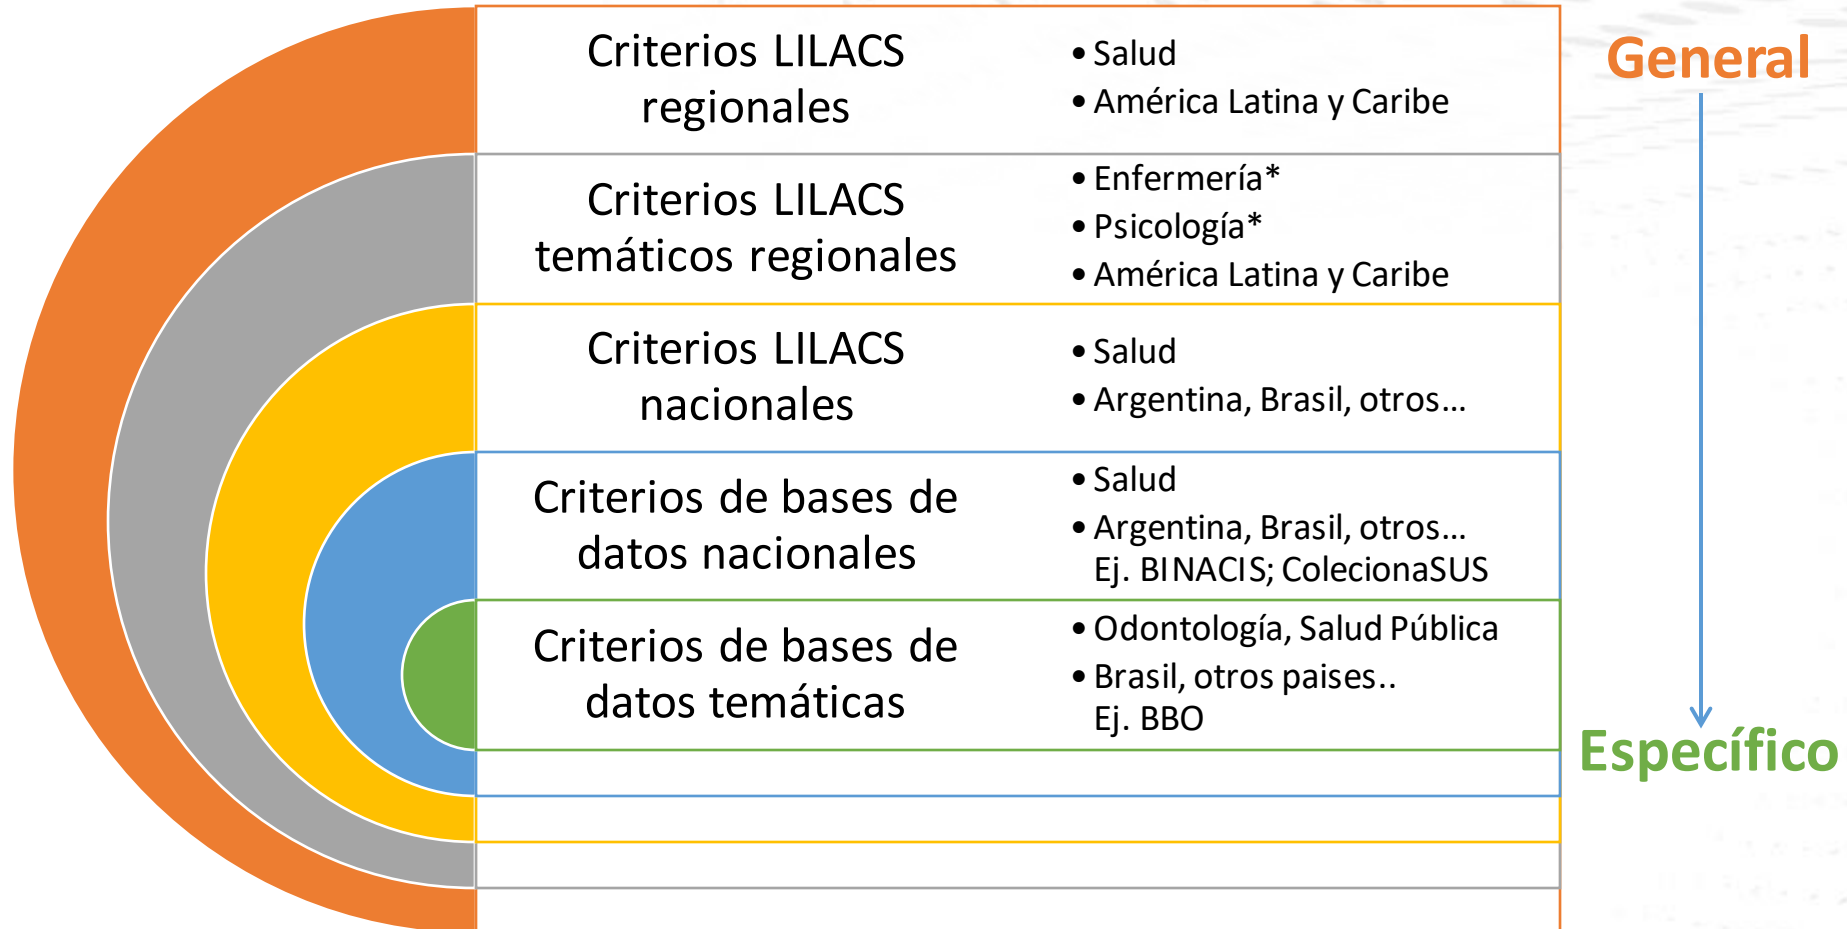 Criterios LILACS
regionales
• Salud
• América Latina y Caribe
General
Criterios LILACS
temáticos regionales
• Enfermería*
• Psicología*
• América Latina y Caribe
Criterios LILACS
nacionales
• Salud
• Argentina, Brasil, otros...
Criterios de bases de
datos nacionales
• Salud
• Argentina, Brasil, otros...
Ej. BINACIS; ColecionaSUS
Criterios de bases de
datos temáticas
• Odontología, Salud Pública
• Brasil, otros paises..
Ej. BBO
Específico